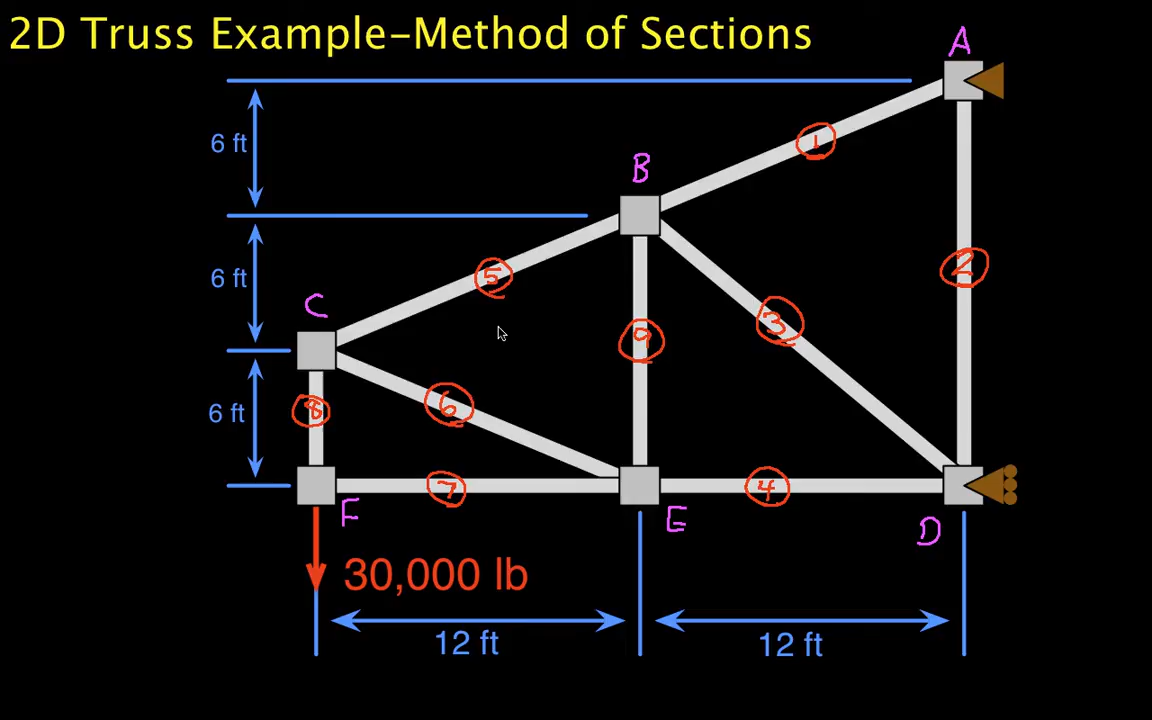 2D Truss Example-Method of Sections
A
6 ft
1
B
6 ft
5
2
C
9
3
6 ft
8
6
7
4
F
E
D
30,000 lb
12 ft
12 ft